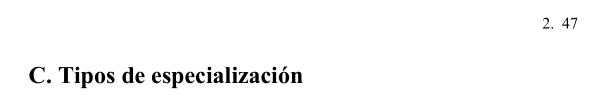 2. 47
C. Tipos de especialización